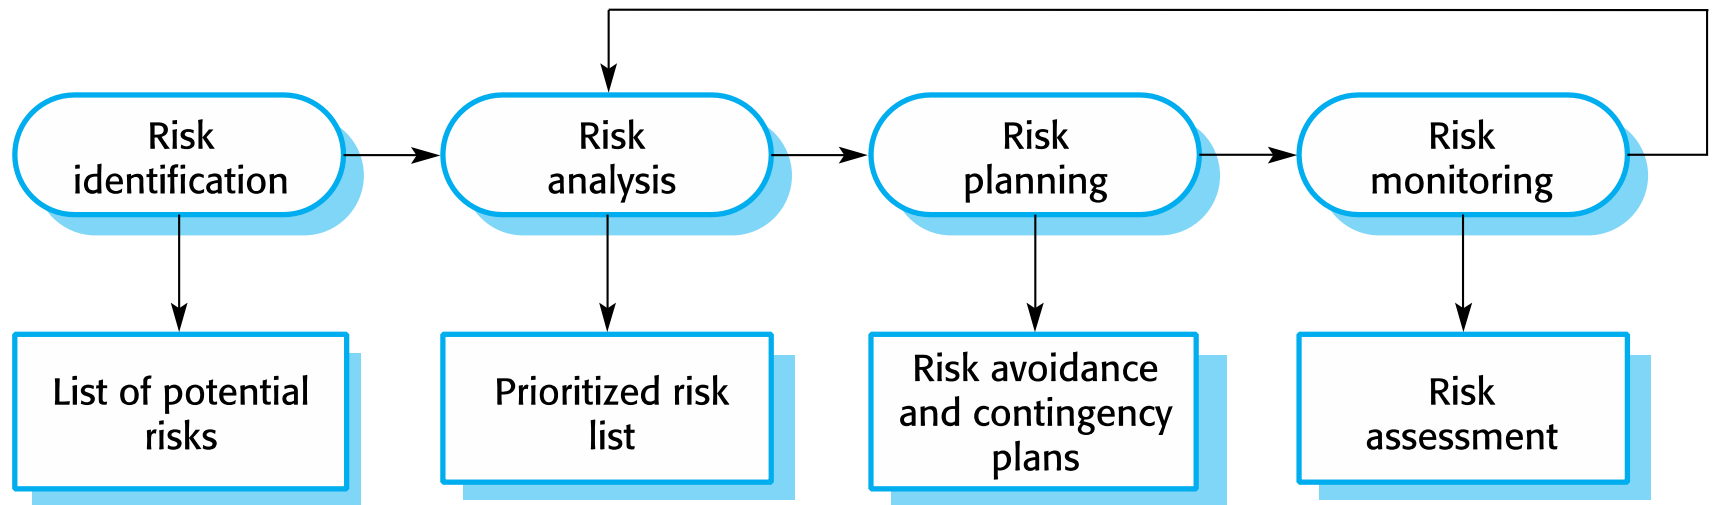 Risk
identification
Risk
analysis
Risk
planning
Risk
monitoring
List of potential
risks
Prioritized risk
list
Risk avoidance
and contingency
plans
Risk
assessment